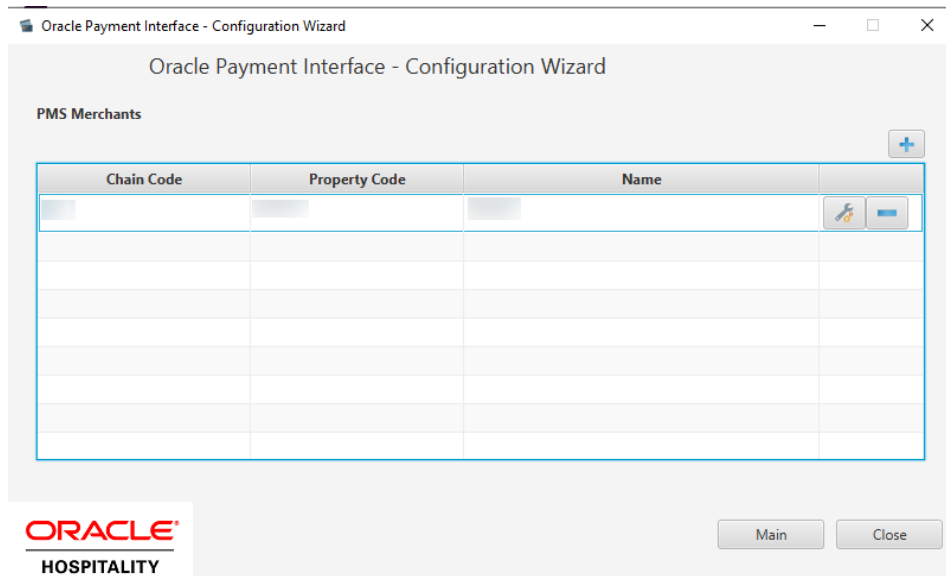 Oracle Payment Interface - Configuration Wizard
Oracle Payment Interface - Configuration Wizard
PMS Merchants
Chain Code Property Code Name
ORACLE
HOSPITALITY
Main Close